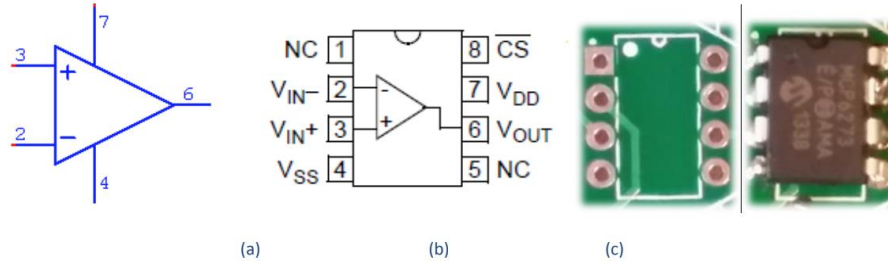 7
3
+
6
2
−
4
NC 1
8 CS
VIN− 2
-
7 VDD
VIN+ 3
+
6 VOUT
VSS 4
5 NC
MCP6273
E/P
(a)
(b)
(c)